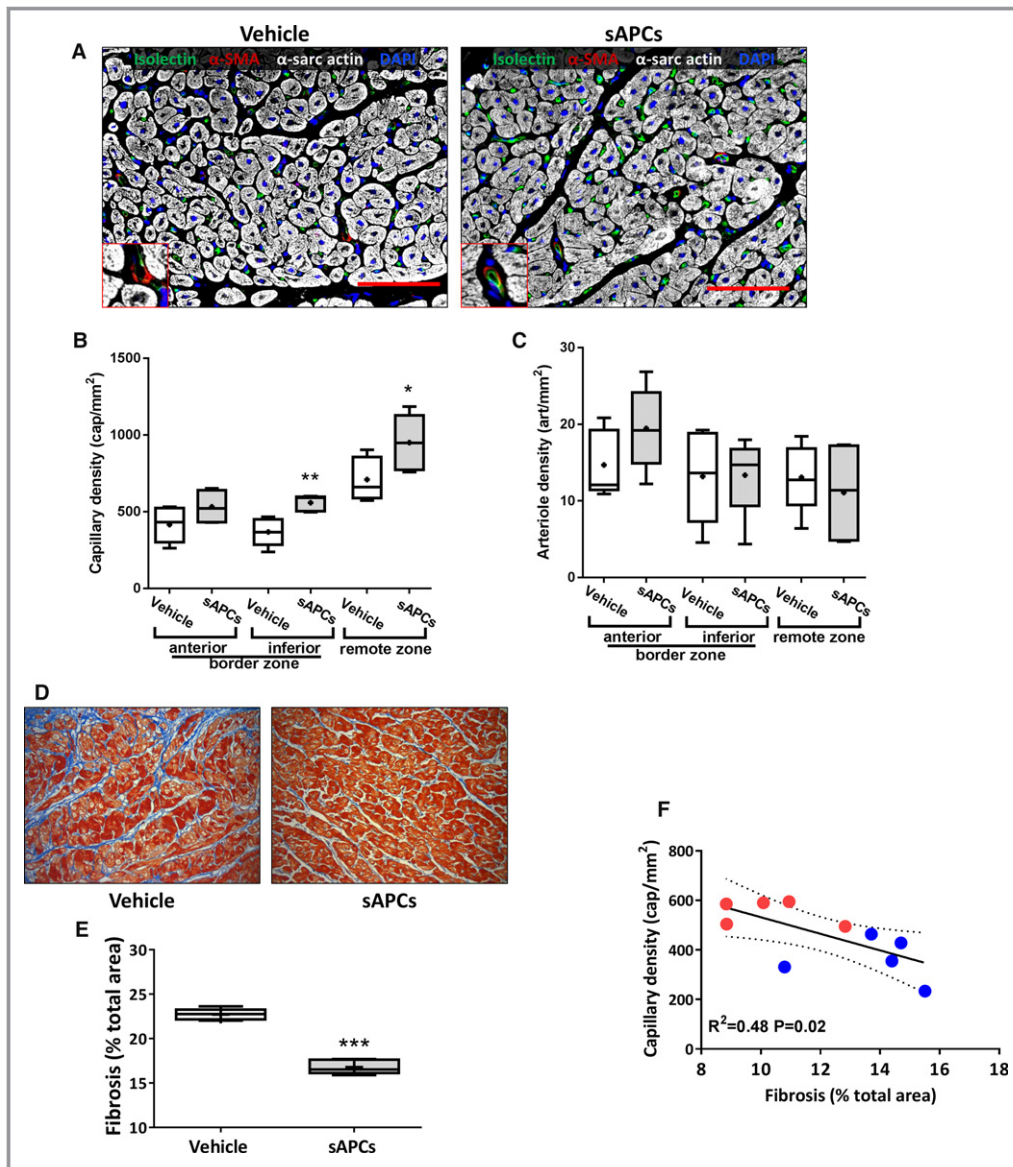 Vehicle
sAPCs
A
Isolectin α-SMA α-sarc actin DAPI
Isolectin α-SMA α-sarc actin DAPI
B
Capillary density (cap/mm²)
1500
1000
500
0
**
*
Vehicle
sAPCs
Vehicle
sAPCs
Vehicle
sAPCs
anterior
inferior
remote zone
border zone
C
Arteriole density (art/mm²)
30
20
10
0
Vehicle
sAPCs
Vehicle
sAPCs
Vehicle
sAPCs
anterior
inferior
remote zone
border zone
D
Vehicle
sAPCs
E
Fibrosis (% total area)
30
25
23
16
10
***
Vehicle
sAPCs
F
Capillary density (cap/mm²)
800
600
400
200
0
R²=0.48 P=0.02
8
10
12
14
16
18
Fibrosis (% total area)